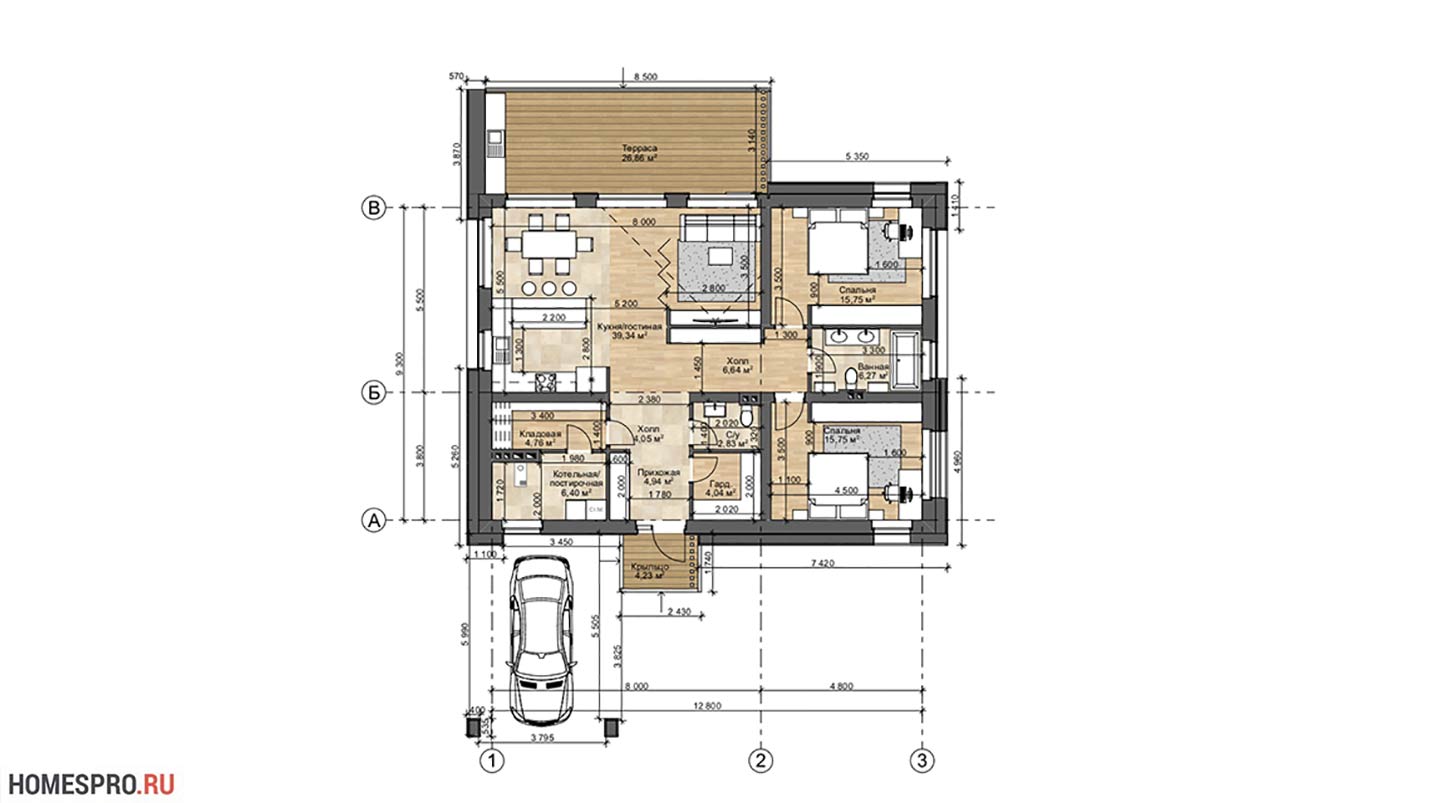 570
8 500
3 870
3 140
Терраса
26,86 м²
5 350
1 410
В
8 000
3 500
2 800
5 500
5 500
9 300
5 200
Кухня/гостиная
39,34 м²
2 200
1 300
2 800
1 450
3 500
900
1 600
Спальня
15,75 м²
1 300
Холл
6,64 м²
1 900
3 300
Ванная
6,27 м²
Б
2 380
3 400
Кладовая
4,76 м²
1 400
Холл
4,05 м²
1 400
2 020
С/у
2,83 м²
1 320
3 500
900
Спальня
15,75 м²
1 600
4 960
3 800
5 260
1 980
600
Котельная/
постирочная
6,40 м²
1 720
2 000
Ст.М
2 000
Прихожая
4,94 м²
1 780
Гард.
4,04 м²
2 000
2 020
1 100
4 500
А
1 100
3 450
Крыльцо
4,23 м²
1 740
7 420
2 430
5 990
5 505
3 825
8 000
4 800
12 800
400
535
3 795
1
2
3
HOMESPRO.RU